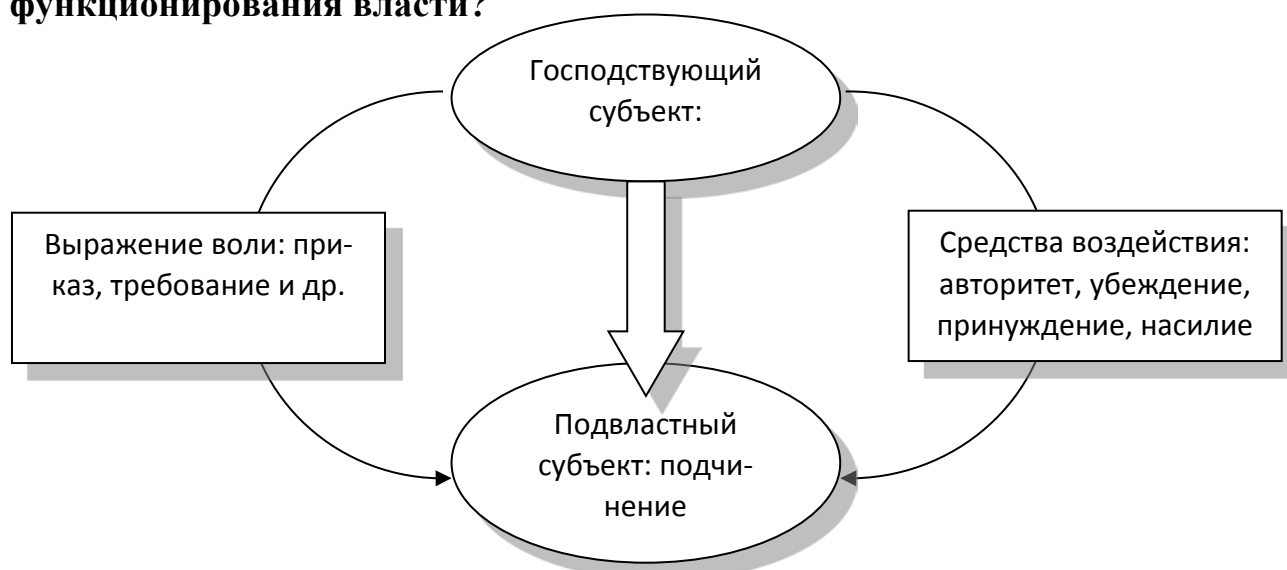 функционирования власти?
Господствующий
субъект:
Выражение воли: при-
каз, требование и др.
Средства воздействия:
авторитет, убеждение,
принуждение, насилие
Подвластный
субъект: подчи-
нение